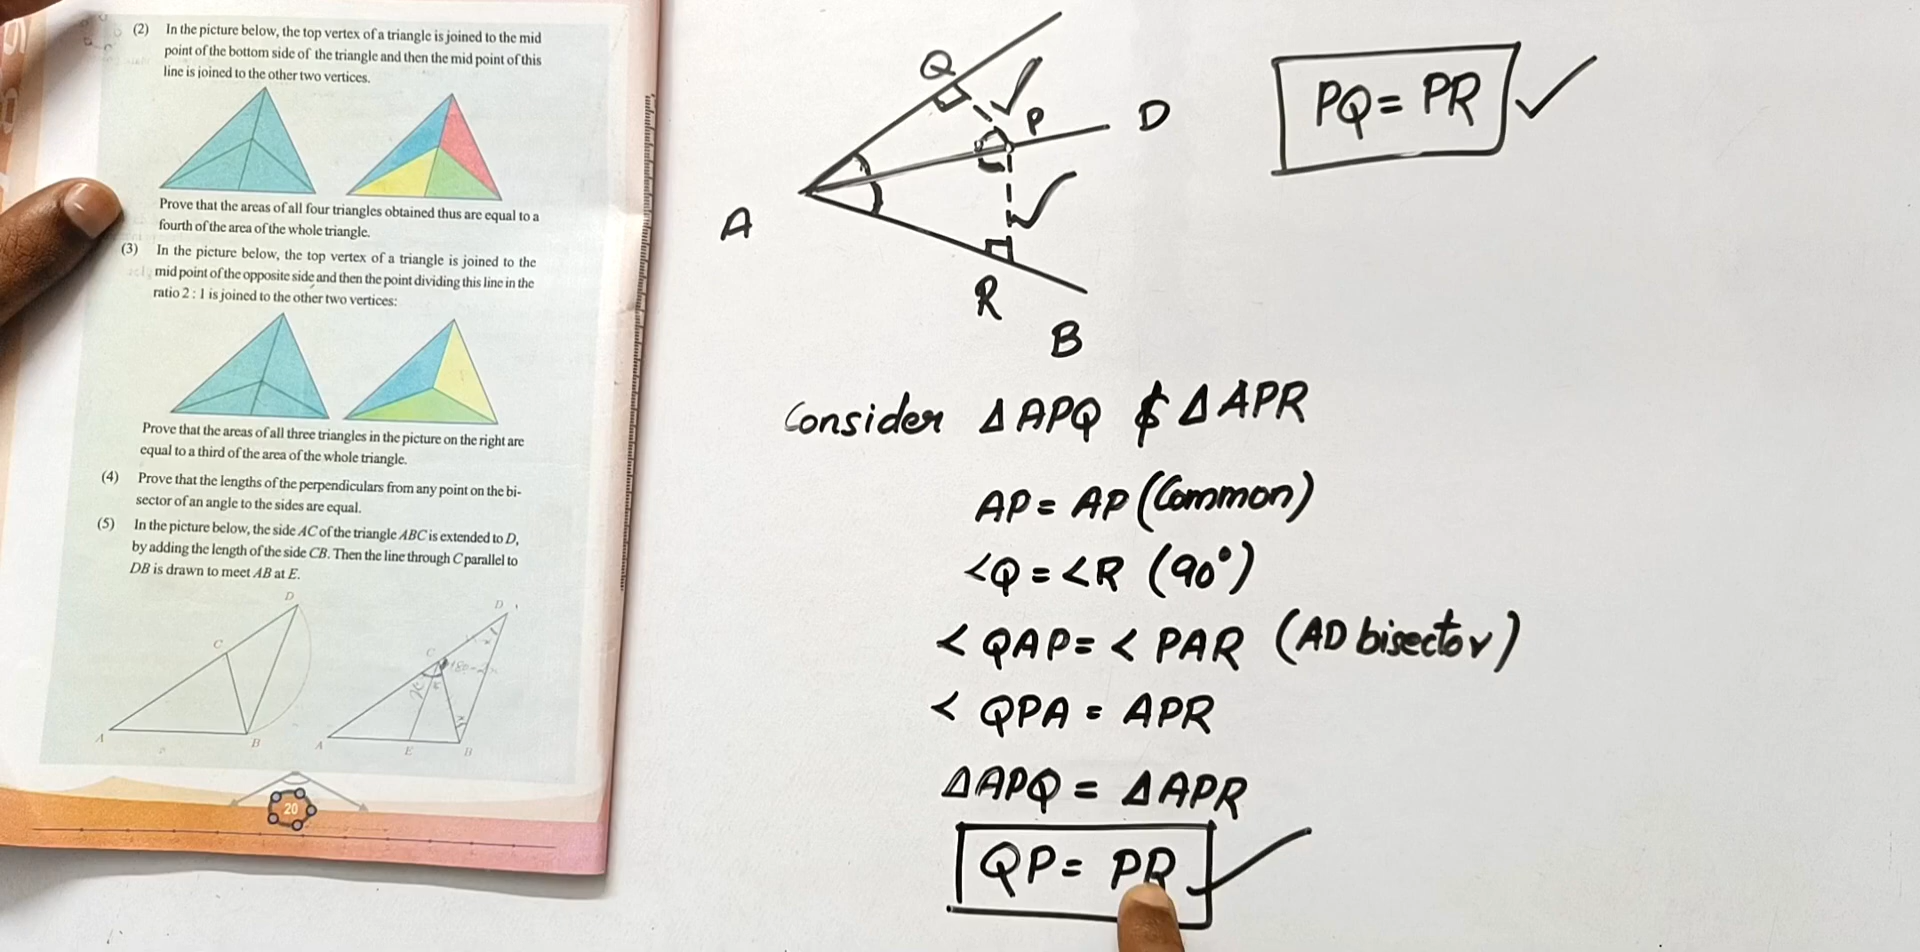 (2) In the picture below, the top vertex of a triangle is joined to the mid
point of the bottom side of the triangle and then the mid point of this
line is joined to the other two vertices.
Prove that the areas of all four triangles obtained thus are equal to a
fourth of the area of the whole triangle.
(3) In the picture below, the top vertex of a triangle is joined to the
mid point of the opposite side and then the point dividing this line in the
ratio 2 : 1 is joined to the other two vertices:
Prove that the areas of all three triangles in the picture on the right are
equal to a third of the area of the whole triangle.
(4) Prove that the lengths of the perpendiculars from any point on the bi-
sector of an angle to the sides are equal.
(5) In the picture below, the side AC of the triangle ABC is extended to D,
by adding the length of the side CB. Then the line through C parallel to
DB is drawn to meet AB at E.
D
C
A
B
D
C
A
E
B
20
Q
P
D
A
R
B
PQ = PR
Consider Δ APQ & Δ APR
AP = AP (Common)
<Q = <R (90°)
< QAP = < PAR (AD bisector)
< QPA = APR
Δ APQ = Δ APR
QP = PR